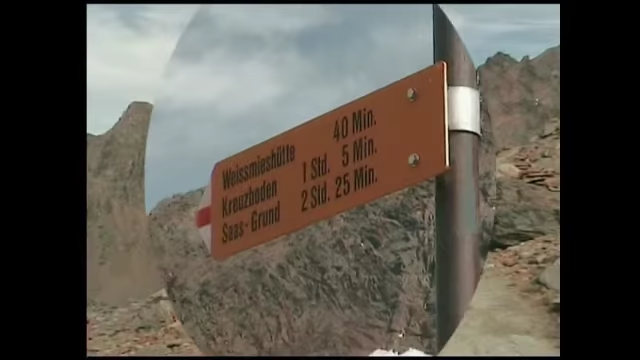 Weissmieshütte 40 Min.
Kreuzboden 1 Std. 5 Min.
Saas-Grund 2 Std. 25 Min.